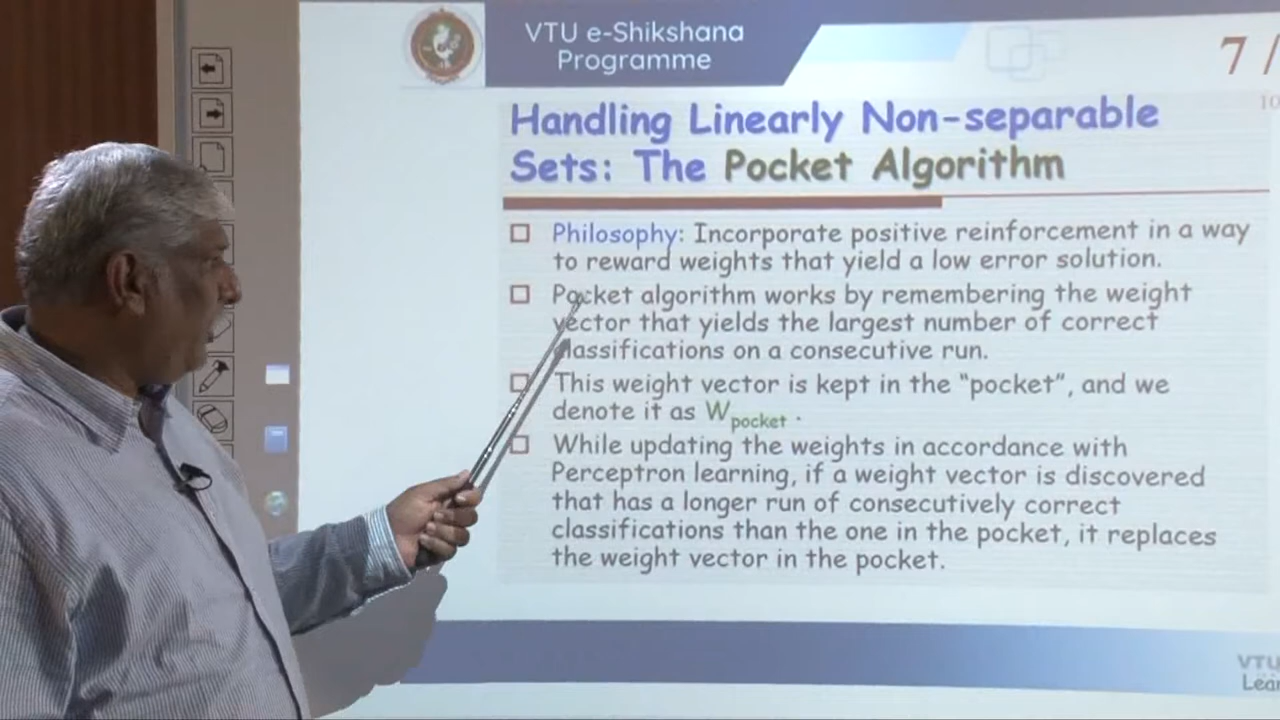 VTU e-Shikshana
Programme
7 /
10
Handling Linearly Non-separable
Sets: The Pocket Algorithm
Philosophy: Incorporate positive reinforcement in a way
to reward weights that yield a low error solution.
Pocket algorithm works by remembering the weight
vector that yields the largest number of correct
classifications on a consecutive run.
This weight vector is kept in the “pocket”, and we
denote it as Wpocket .
While updating the weights in accordance with
Perceptron learning, if a weight vector is discovered
that has a longer run of consecutively correct
classifications than the one in the pocket, it replaces
the weight vector in the pocket.
VTU
Lear